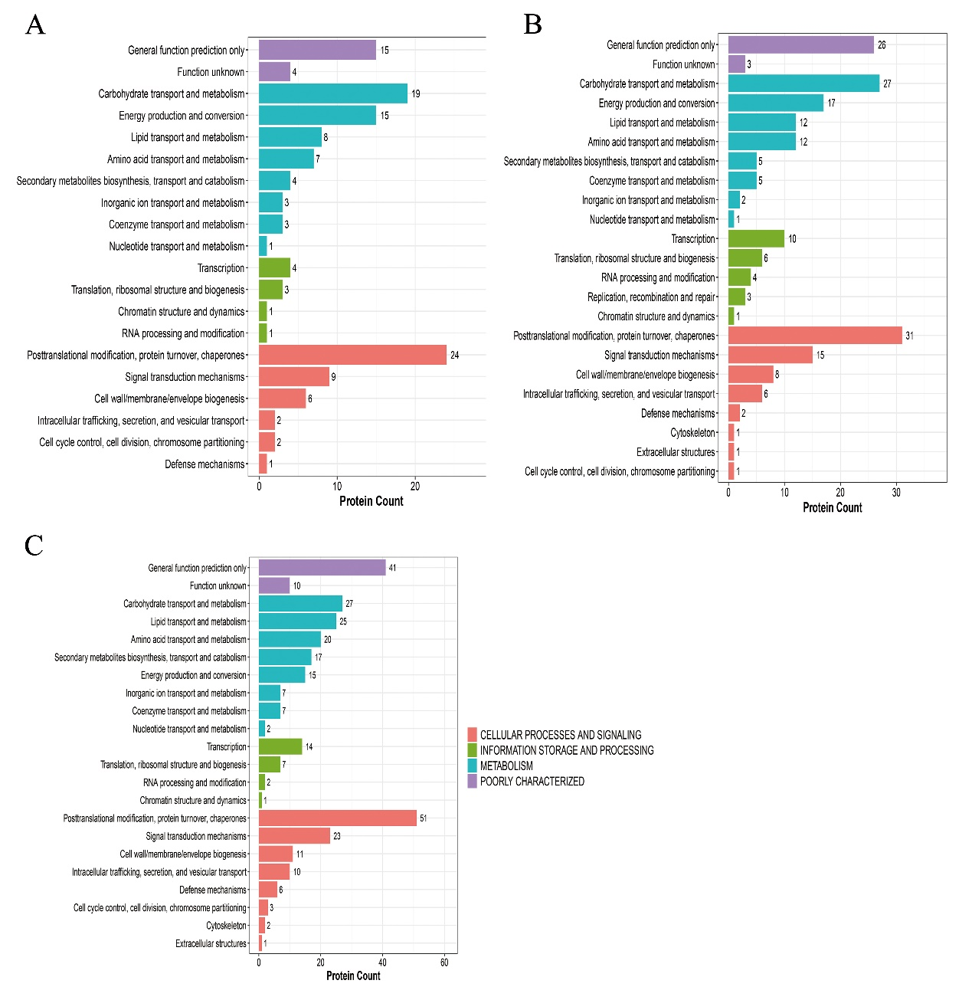 A
General function prediction only 15
Function unknown 4
Carbohydrate transport and metabolism 19
Energy production and conversion 15
Lipid transport and metabolism 8
Amino acid transport and metabolism 7
Secondary metabolites biosynthesis, transport and catabolism 4
Inorganic ion transport and metabolism 3
Coenzyme transport and metabolism 3
Nucleotide transport and metabolism 1
Transcription 4
Translation, ribosomal structure and biogenesis 3
Chromatin structure and dynamics 1
RNA processing and modification 1
Posttranslational modification, protein turnover, chaperones 24
Signal transduction mechanisms 9
Cell wall/membrane/envelope biogenesis 6
Intracellular trafficking, secretion, and vesicular transport 2
Cell cycle control, cell division, chromosome partitioning 2
Defense mechanisms 1
0 10 20
Protein Count
B
General function prediction only 26
Function unknown 3
Carbohydrate transport and metabolism 27
Energy production and conversion 17
Lipid transport and metabolism 12
Amino acid transport and metabolism 12
Secondary metabolites biosynthesis, transport and catabolism 5
Coenzyme transport and metabolism 5
Inorganic ion transport and metabolism 2
Nucleotide transport and metabolism 1
Transcription 10
Translation, ribosomal structure and biogenesis 6
RNA processing and modification 4
Replication, recombination and repair 3
Chromatin structure and dynamics 1
Posttranslational modification, protein turnover, chaperones 31
Signal transduction mechanisms 15
Cell wall/membrane/envelope biogenesis 8
Intracellular trafficking, secretion, and vesicular transport 6
Defense mechanisms 2
Cytoskeleton 1
Extracellular structures 1
Cell cycle control, cell division, chromosome partitioning 1
0 10 20 30
Protein Count
C
General function prediction only 41
Function unknown 10
Carbohydrate transport and metabolism 27
Lipid transport and metabolism 25
Amino acid transport and metabolism 20
Secondary metabolites biosynthesis, transport and catabolism 17
Energy production and conversion 15
Inorganic ion transport and metabolism 7
Coenzyme transport and metabolism 7
Nucleotide transport and metabolism 2
Transcription 14
Translation, ribosomal structure and biogenesis 7
RNA processing and modification 2
Chromatin structure and dynamics 1
Posttranslational modification, protein turnover, chaperones 51
Signal transduction mechanisms 23
Cell wall/membrane/envelope biogenesis 11
Intracellular trafficking, secretion, and vesicular transport 10
Defense mechanisms 6
Cell cycle control, cell division, chromosome partitioning 3
Cytoskeleton 2
Extracellular structures 1
0 20 40 60
Protein Count
CELLULAR PROCESSES AND SIGNALING
INFORMATION STORAGE AND PROCESSING
METABOLISM
POORLY CHARACTERIZED